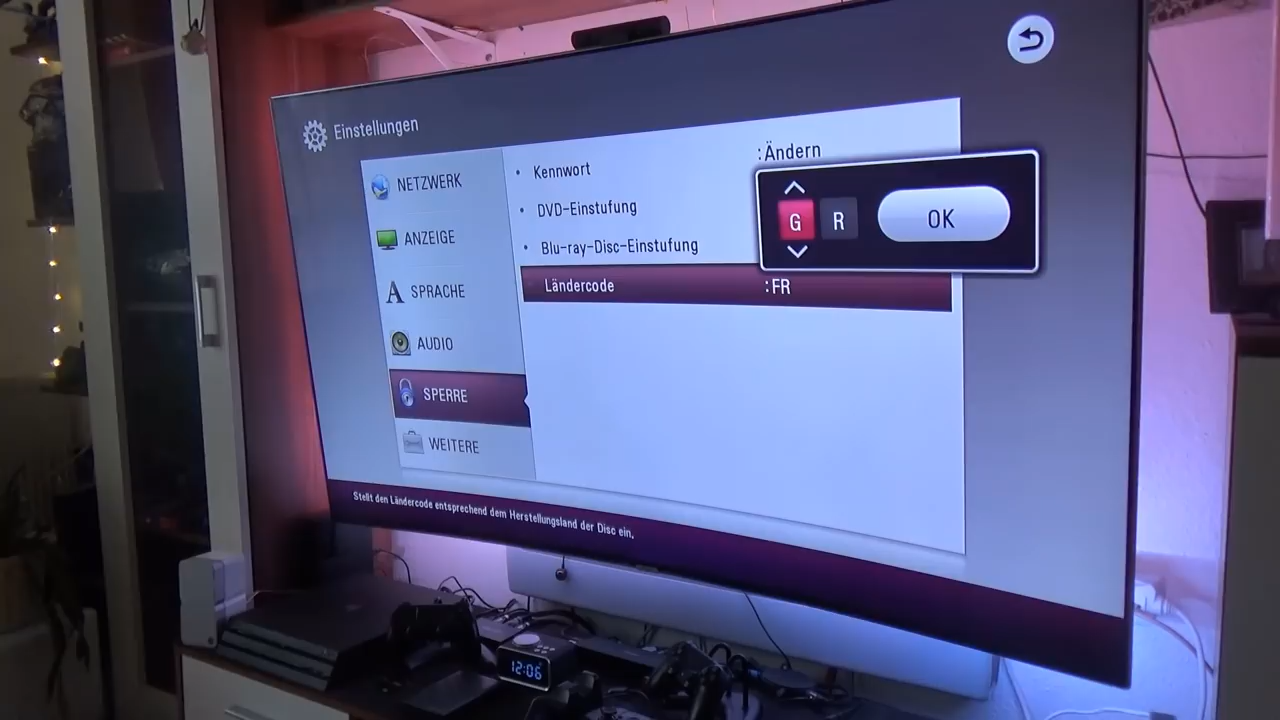 Einstellungen
NETZWERK
ANZEIGE
SPRACHE
AUDIO
SPERRE
WEITERE
• Kennwort :Ändern
• DVD-Einstufung
• Blu-ray-Disc-Einstufung
Ländercode :FR
G R OK
Stellt den Ländercode entsprechend dem Herstellungsland der Disc ein.
12:06